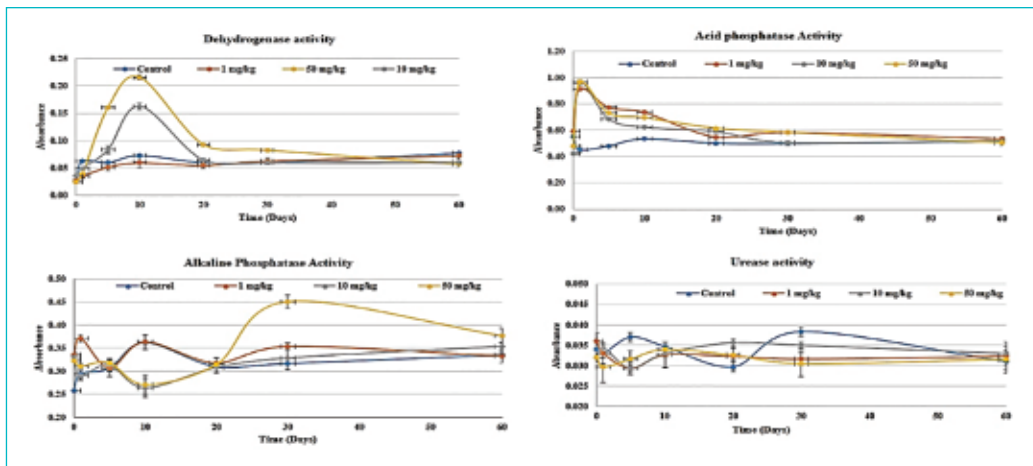 Dehydrogenase activity
Control 1 mg/kg 50 mg/kg 10 mg/kg
Absorbance
0.25
0.20
0.15
0.10
0.05
0.00
0 10 20 30 40 50 60
Time (Days)
Acid phosphatase Activity
Control 1 mg/kg 10 mg/kg 50 mg/kg
Absorbance
1.20
1.00
0.80
0.60
0.40
0.20
0.00
0 10 20 30 40 50 60
Time (Days)
Alkaline Phosphatase Activity
Control 1 mg/kg 10 mg/kg 50 mg/kg
Absorbance
0.50
0.45
0.40
0.35
0.30
0.25
0.20
0 10 20 30 40 50 60
Time (Days)
Urease activity
Control 1 mg/kg 10 mg/kg 50 mg/kg
Absorbance
0.050
0.045
0.040
0.035
0.030
0.025
0.020
0 10 20 30 40 50 60
Time (Days)